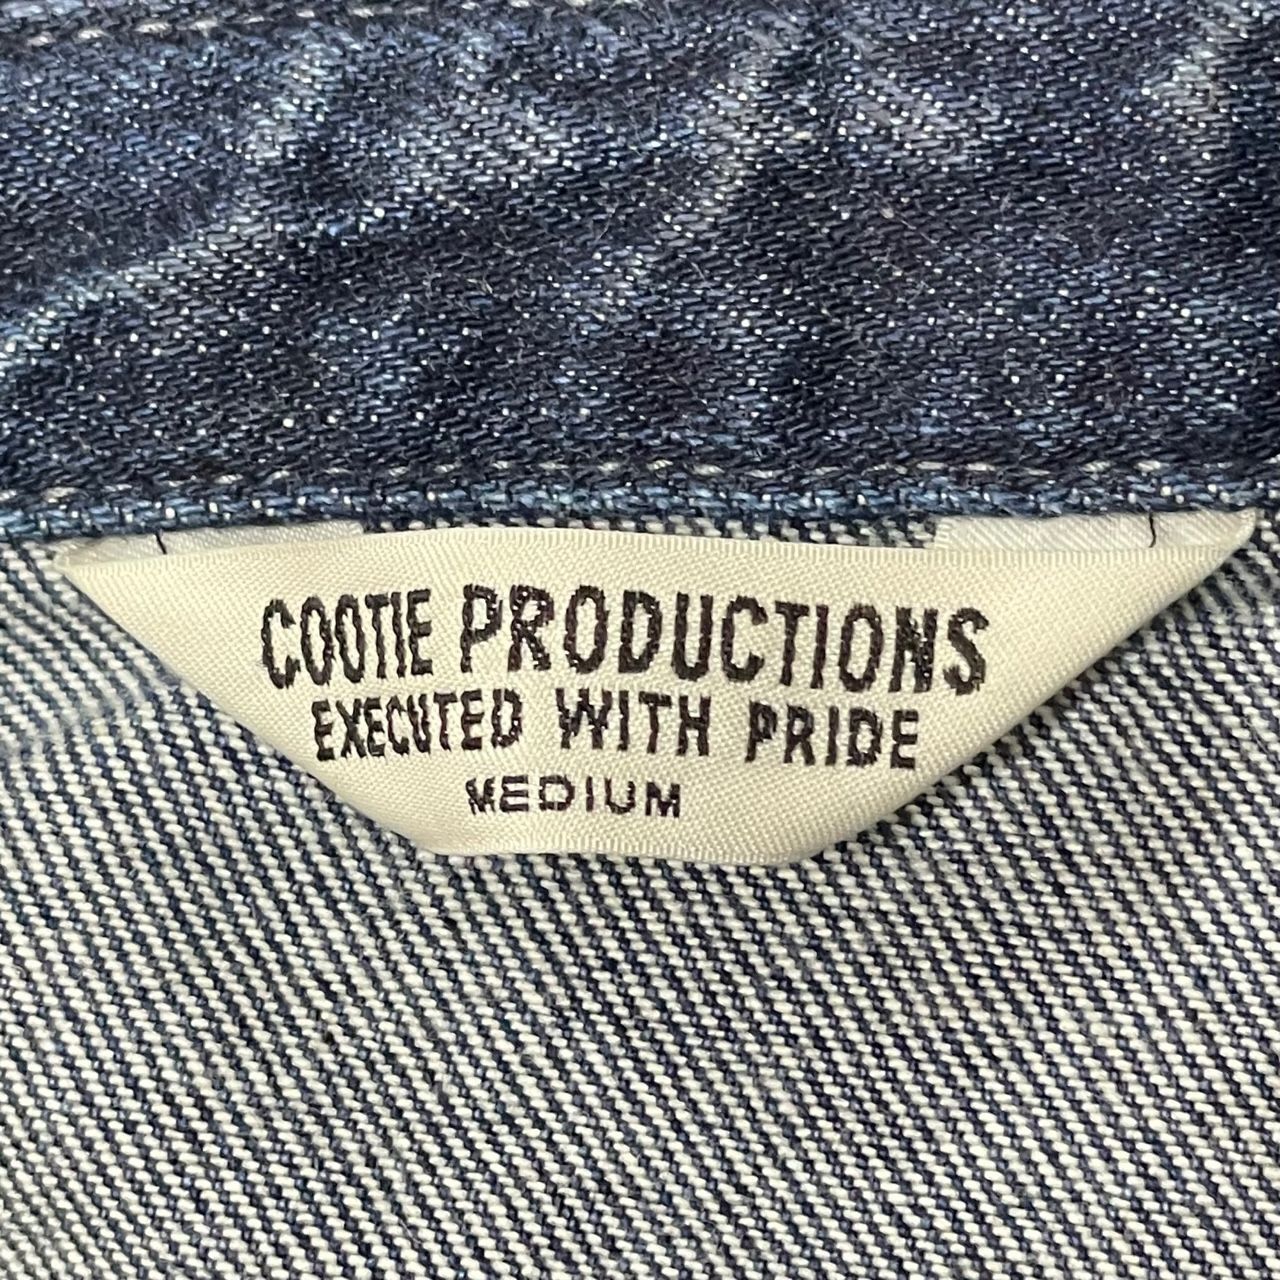 COOTIE PRODUCTIONS
EXECUTED WITH PRIDE
MEDIUM